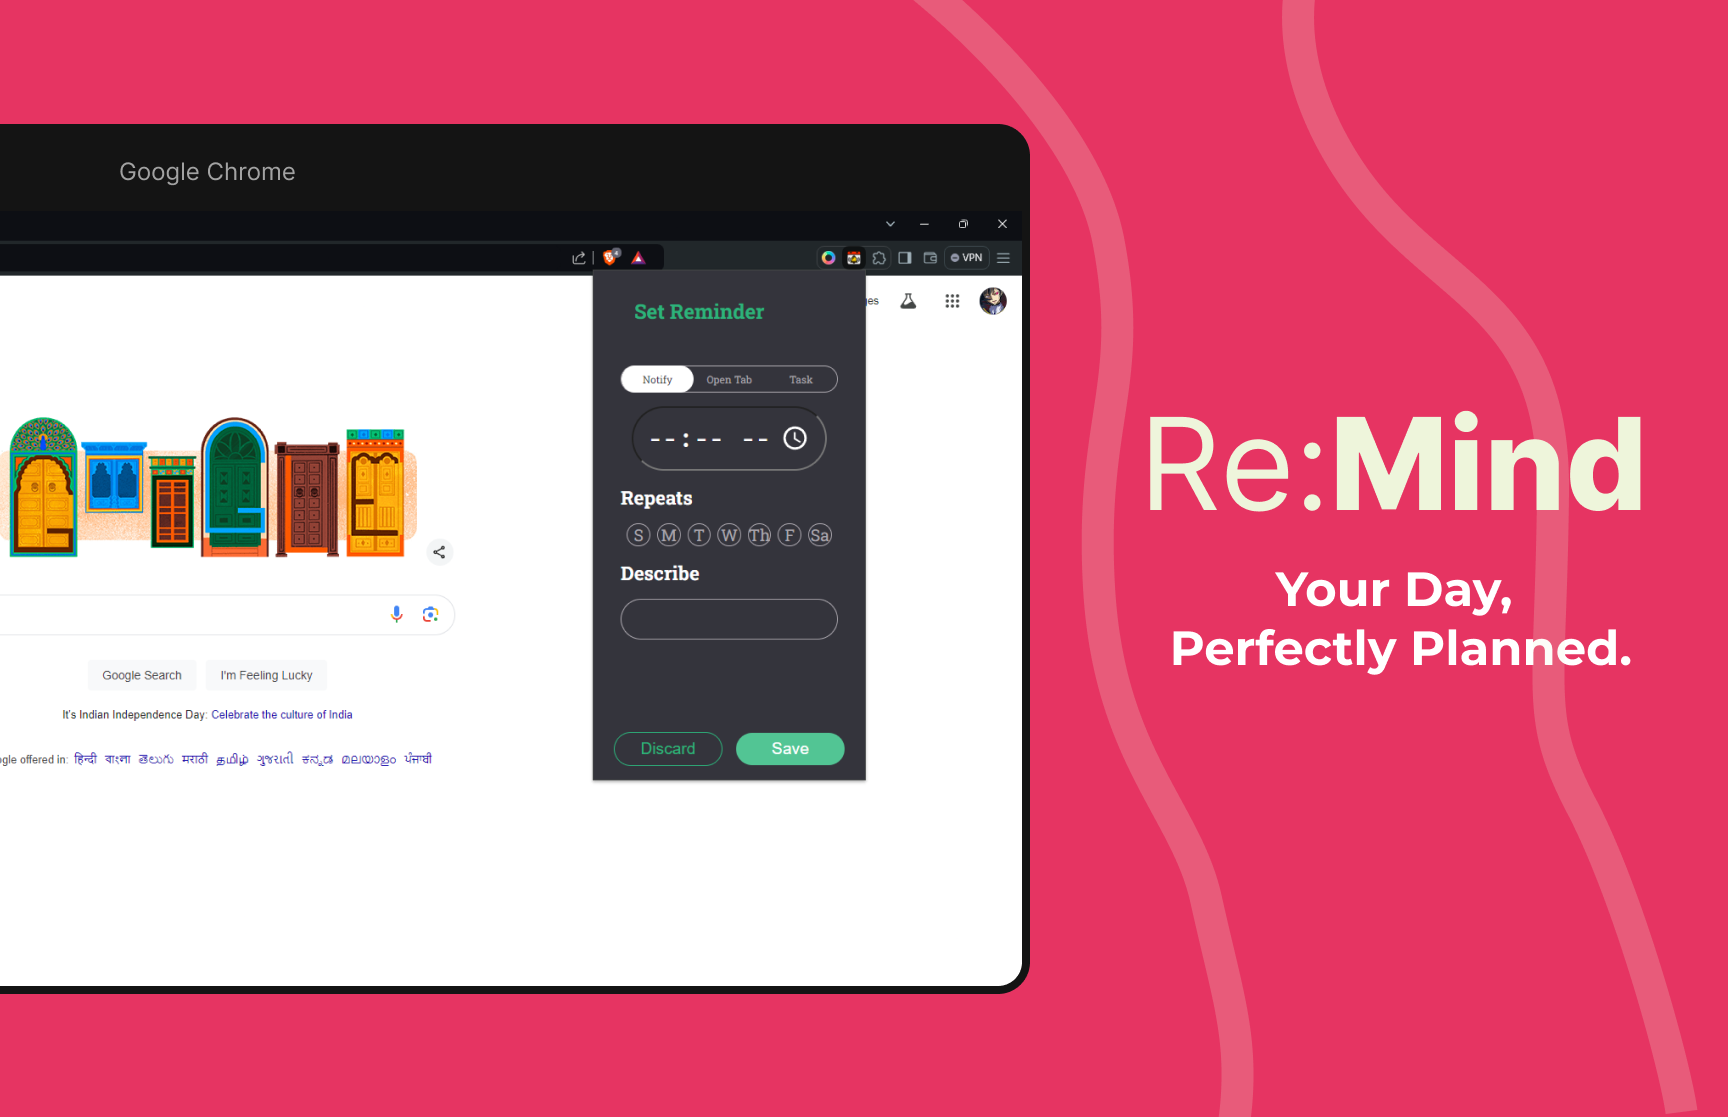 Google Chrome
4
VPN
Set Reminder
Notify Open Tab Task
--:-- --
Repeats
S M T W Th F Sa
Describe
Discard Save
Google Search I'm Feeling Lucky
It's Indian Independence Day: Celebrate the culture of India
gle offered in: हिन्दी বাংলা తెలుగు मराठी தமிழ் ગુજરાતી ಕನ್ನಡ മലയാളം ਪੰਜਾਬੀ
Re:Mind
Your Day,
Perfectly Planned.